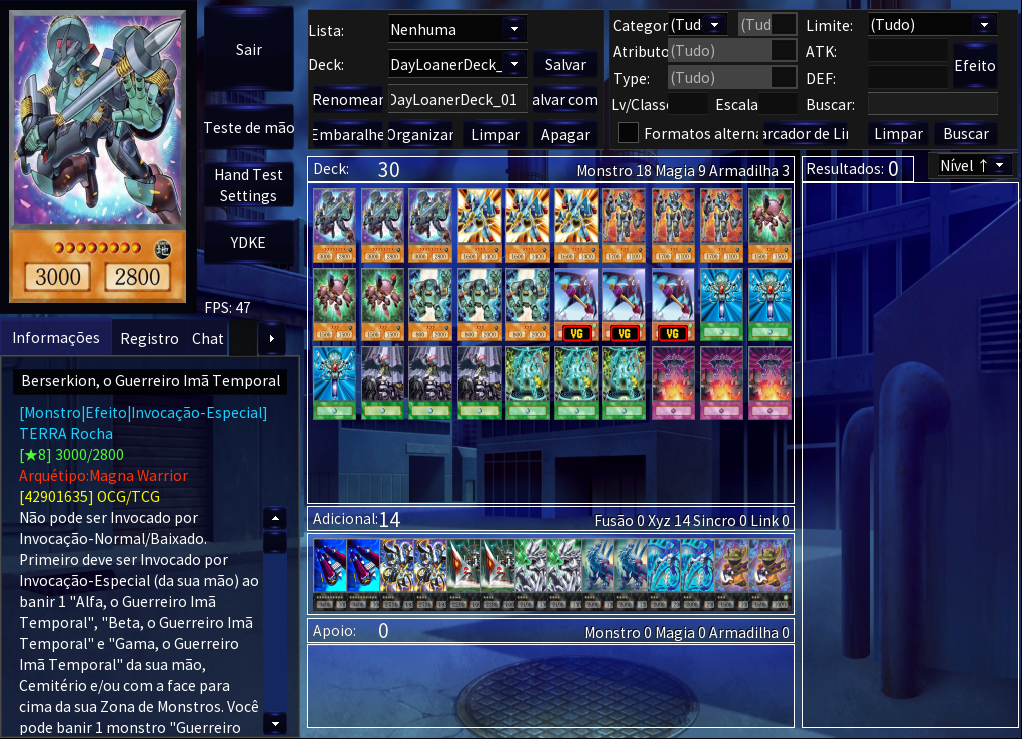 3000 2800
Sair
Teste de mão
Hand Test
Settings
YDKE
FPS: 47
Lista: Nenhuma
Deck: DayLoanerDeck_ Salvar
Renomear DayLoanerDeck_01 alvar com
Embaralhe Organizar Limpar Apagar
Categor (Tud (Tud Limite: (Tudo)
Atributo (Tudo) ATK: Efeito
Type: (Tudo) DEF:
Lv/Classe Escala Buscar:
Formatos alterna arcador de Lin Limpar Buscar
Deck: 30 Monstro 18 Magia 9 Armadilha 3
Resultados: 0 Nível ↑
VG VG VG
Adicional: 14 Fusão 0 Xyz 14 Sincro 0 Link 0
Apoio: 0 Monstro 0 Magia 0 Armadilha 0
Informações Registro Chat
Berserkion, o Guerreiro Imã Temporal
[Monstro|Efeito|Invocação-Especial]
TERRA Rocha
[★8] 3000/2800
Arquétipo:Magna Warrior
[42901635] OCG/TCG
Não pode ser Invocado por
Invocação-Normal/Baixado.
Primeiro deve ser Invocado por
Invocação-Especial (da sua mão) ao
banir 1 "Alfa, o Guerreiro Imã
Temporal", "Beta, o Guerreiro Imã
Temporal" e "Gama, o Guerreiro
Imã Temporal" da sua mão,
Cemitério e/ou com a face para
cima da sua Zona de Monstros. Você
pode banir 1 monstro "Guerreiro